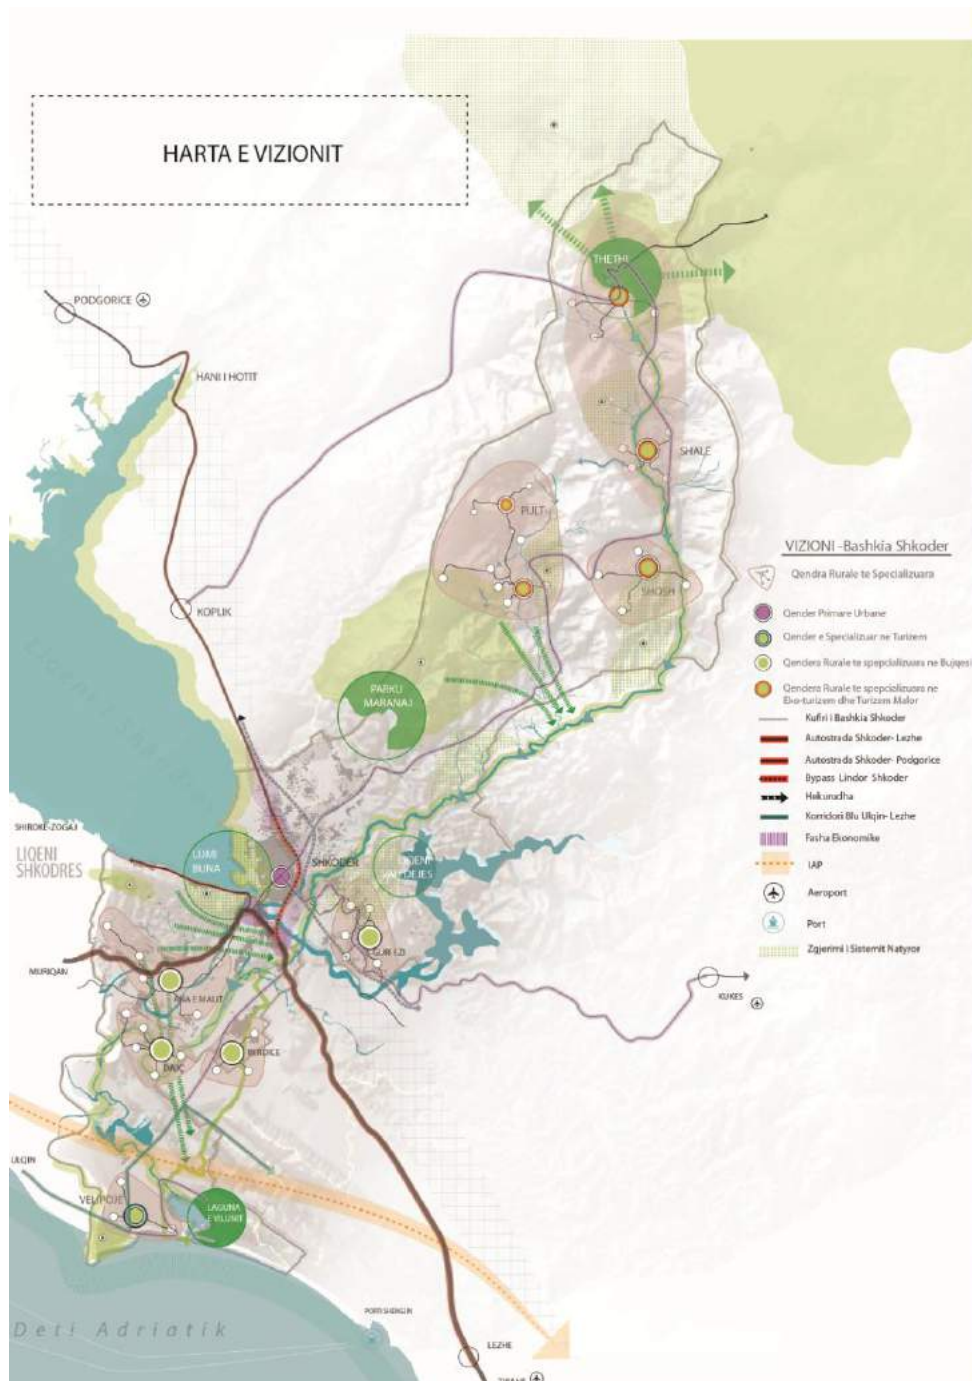 HARTA E VIZIONIT
THETHI
PODGORICE
HANI I HOTIT
SHALE
PULT
SHOSH
KOPLIK
PARKU
MARANAJ
VIZIONI -Bashkia Shkoder
Qendra Rurale te Specializuara
Qender Primare Urbane
Qender e Specializuar ne Turizem
Qendera Rurale te spepcializuara ne Bujqesi
Qendera Rurale te spepcializuara ne
Eko-turizem dhe Turizem Malor
Kufiri i Bashkia Shkoder
Autostrada Shkoder- Lezhe
Autostrada Shkoder- Podgorice
Bypass Lindor Shkoder
Hekurudha
Korridori Blu Ulqin- Lezhe
Fasha Ekonomike
IAP
Aeroport
Port
Zgjerimi i Sistemit Natyror
SHIROKE-ZOGAJ
LIQENI
SHKODRES
LUMI
BUNA
SHKODER
LIQENI
VAU DEJES
GURI I ZI
MURIQAN
ANA E MALIT
KUKES
DAJC
BERDICE
ULQIN
VELIPOJE
LAGUNA
E VILUNIT
PORTI SHENGJIN
Deti Adriatik
LEZHE